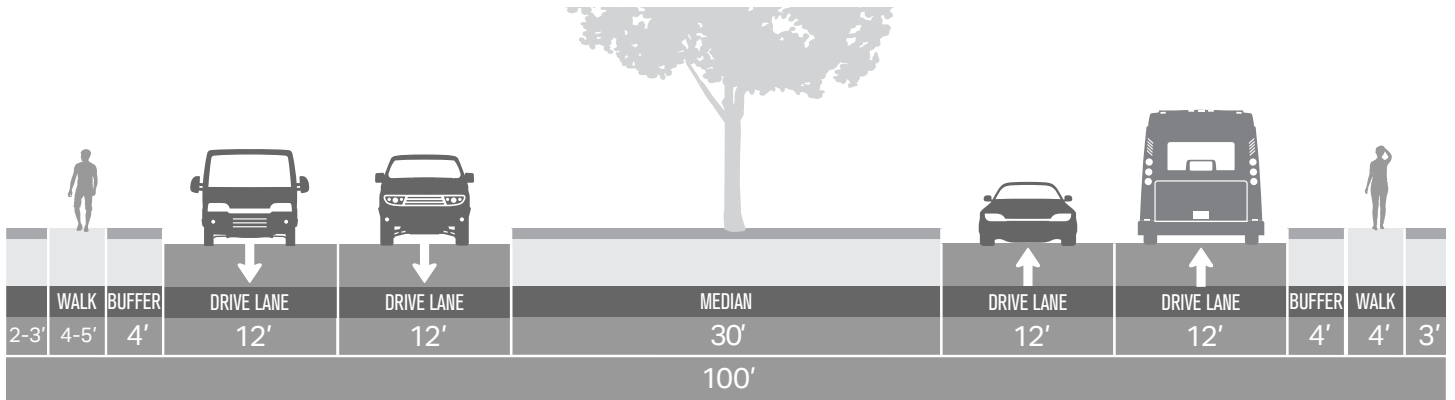 WALK BUFFER DRIVE LANE DRIVE LANE MEDIAN DRIVE LANE DRIVE LANE BUFFER WALK
2-3’ 4-5’ 4’ 12’ 12’ 30’ 12’ 12’ 4’ 4’ 3’
100’